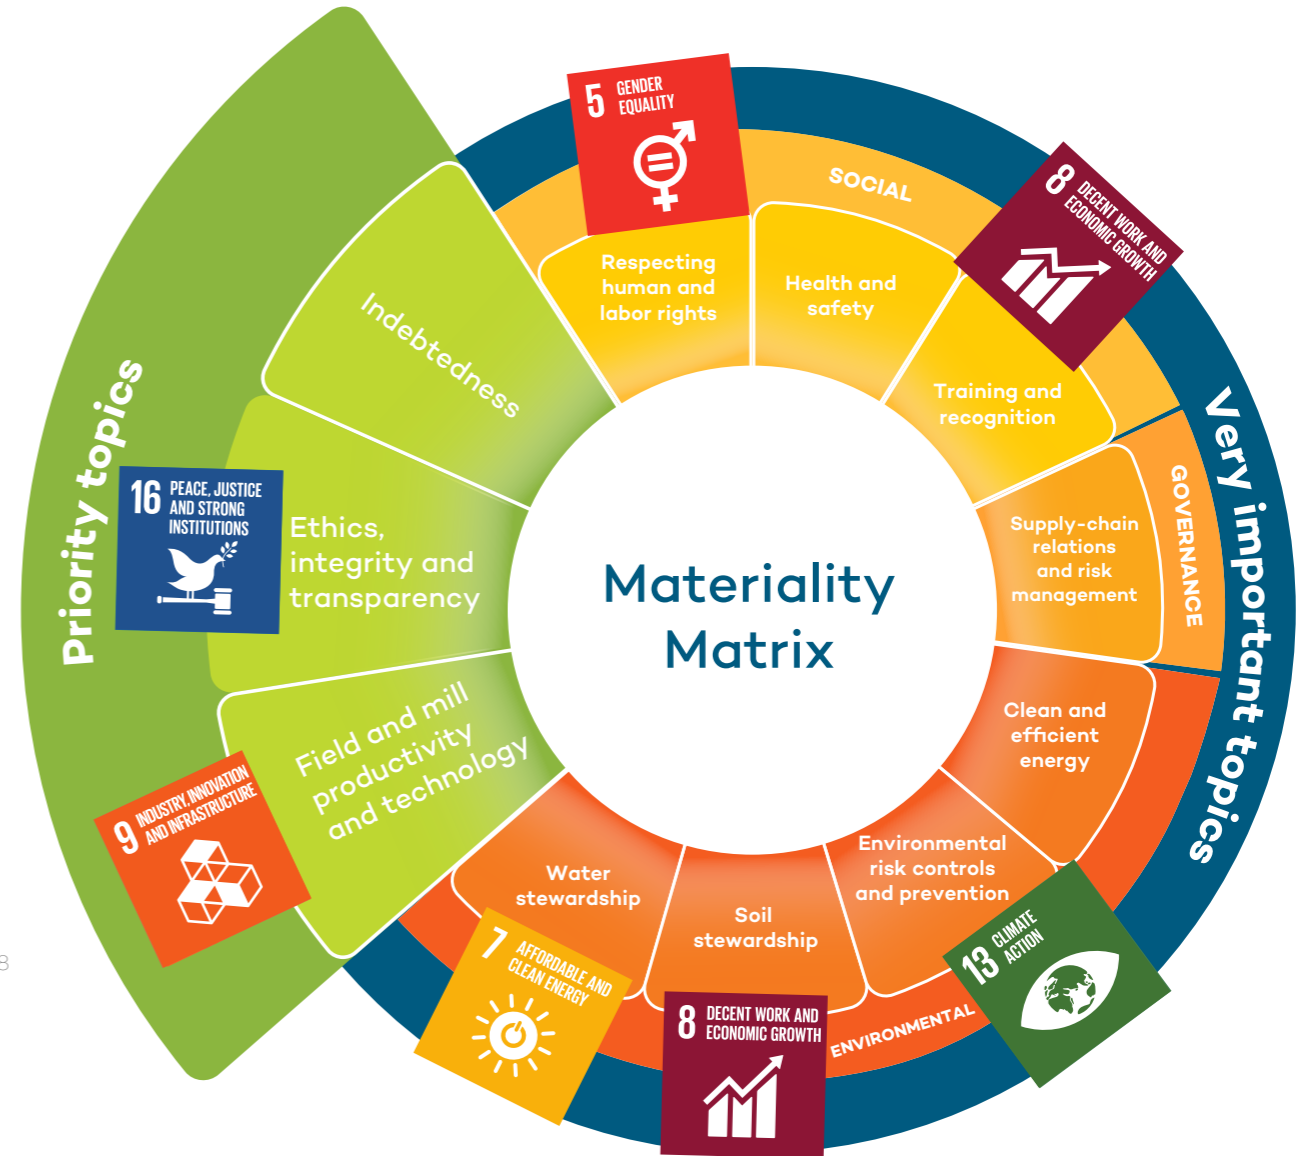 Priority topics
Indebtedness
16 PEACE, JUSTICE
AND STRONG
INSTITUTIONS
Ethics,
integrity and
transparency
Field and mill
productivity
and technology
9 INDUSTRY, INNOVATION
AND INFRASTRUCTURE
Materiality
Matrix
Very important topics
SOCIAL
5 GENDER
EQUALITY
Respecting
human and
labor rights
Health and
safety
8 DECENT WORK AND
ECONOMIC GROWTH
Training and
recognition
GOVERNANCE
Supply-chain
relations
and risk
management
Clean and
efficient
energy
ENVIRONMENTAL
Environmental
risk controls
and prevention
13 CLIMATE
ACTION
Soil
stewardship
8 DECENT WORK AND
ECONOMIC GROWTH
Water
stewardship
7 AFFORDABLE AND
CLEAN ENERGY